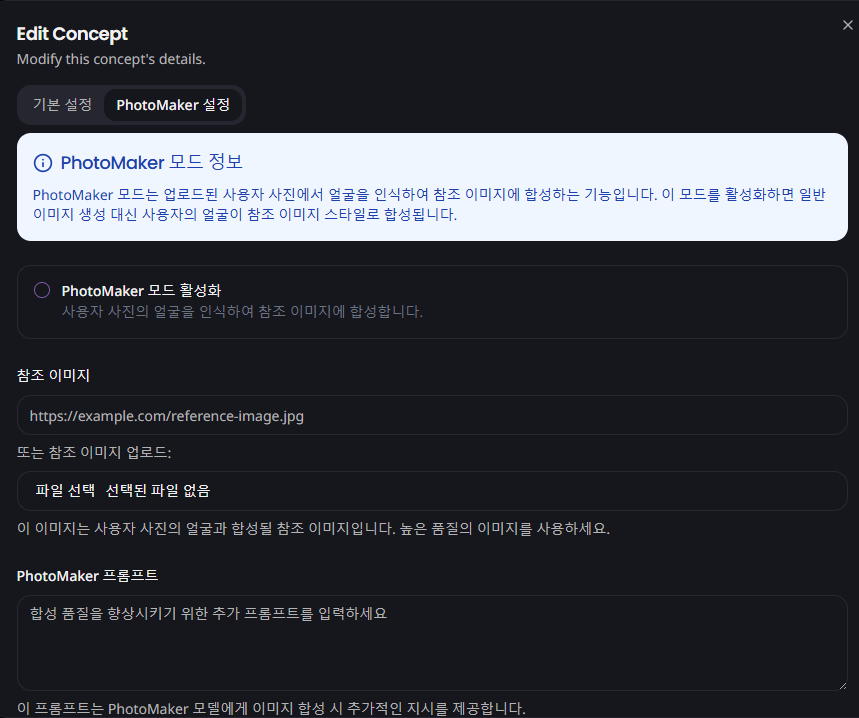 Edit Concept
Modify this concept's details.
기본 설정
PhotoMaker 설정
PhotoMaker 모드 정보
PhotoMaker 모드는 업로드된 사용자 사진에서 얼굴을 인식하여 참조 이미지에 합성하는 기능입니다. 이 모드를 활성화하면 일반
이미지 생성 대신 사용자의 얼굴이 참조 이미지 스타일로 합성됩니다.
PhotoMaker 모드 활성화
사용자 사진의 얼굴을 인식하여 참조 이미지에 합성합니다.
참조 이미지
https://example.com/reference-image.jpg
또는 참조 이미지 업로드:
파일 선택 선택된 파일 없음
이 이미지는 사용자 사진의 얼굴과 합성될 참조 이미지입니다. 높은 품질의 이미지를 사용하세요.
PhotoMaker 프롬프트
합성 품질을 향상시키기 위한 추가 프롬프트를 입력하세요
이 프롬프트는 PhotoMaker 모델에게 이미지 합성 시 추가적인 지시를 제공합니다.